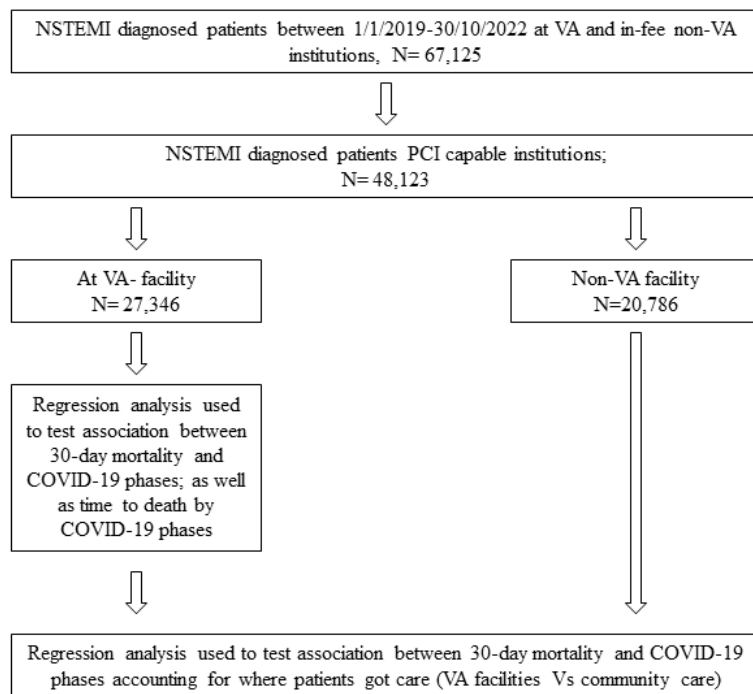 NSTEMI diagnosed patients between 1/1/2019-30/10/2022 at VA and in-fee non-VA
institutions, N= 67,125
NSTEMI diagnosed patients PCI capable institutions;
N= 48,123
At VA- facility
N= 27,346
Non-VA facility
N=20,786
Regression analysis used
to test association between
30-day mortality and
COVID-19 phases; as well
as time to death by
COVID-19 phases
Regression analysis used to test association between 30-day mortality and COVID-19
phases accounting for where patients got care (VA facilities Vs community care)